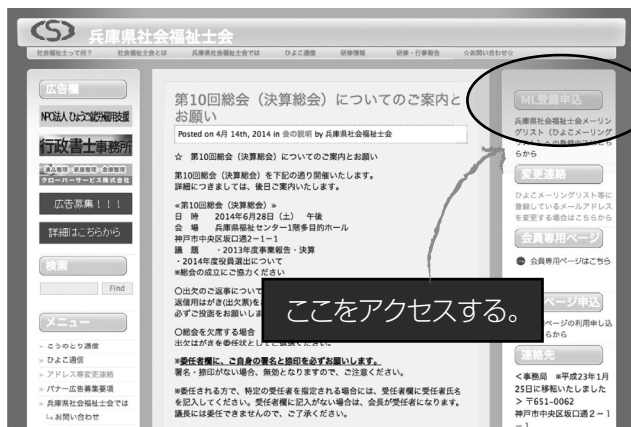 兵庫県社会福祉士会
社会福祉士って何？ 社会福祉士会とは 兵庫県社会福祉士会では ひよこ通信 研修情報 研修・行事報告 ☆お問い合わせ☆
広告欄
NPO法人ひょうご就労雇用支援
行政書士事務所
遺品整理・家屋整理・倉庫整理
クローバーサービス株式会社
広告募集！！！
詳細はこちらから
検索
Find
メニュー
» こうのとり通信
» ひよこ通信
» アドレス等変更連絡
» バナー広告募集要項
» 兵庫県社会福祉士会では
お問い合わせ
第10回総会（決算総会）についてのご案内と
お願い
Posted on 4月 14th, 2014 in 会の説明 by 兵庫県社会福祉士会
☆ 第10回総会（決算総会）についてのご案内とお願い
第10回総会（決算総会）を下記の通り開催いたします。
詳細につきましては、後日ご案内いたします。
≪第10回総会（決算総会）≫
日 時 2014年6月28日（土） 午後
会 場 兵庫県福祉センター1階多目的ホール
神戸市中央区坂口通2−1−1
議 題 ・2013年度事業報告・決算
・2014年度役員選出について
※総会の成立にご協力ください
○出欠のご返事について
返信用はがき(出欠票)を
必ずご投函をお願いしま
○総会を欠席する場合
出欠はがきを委任状として
※委任者欄に、ご自身の署名と捺印を必ずお願いします。
署名・捺印がない場合、無効となりますので、ご注意ください。
※委任される方で、特定の受任者を指定される場合には、受任者欄に受任者氏名
を記入してください。受任者欄に記入がない場合は、会長が受任者になります。
議長には委任できませんので、ご了承ください。
ML登録申込
兵庫県社会福祉士会メーリン
グリスト（ひよこメーリング
らから
変更連絡
ひよこメーリングリスト等に
登録しているメールアドレス
を変更する場合はこちらから
会員専用ページ
会員専用ページはこちら
ページ申込
ページの利用申し込
らから
連絡先
＜事務局 ※平成23年1月
25日に移転いたしました
＞〒651-0062
神戸市中央区坂口通2−1
−1
ここをアクセスする。